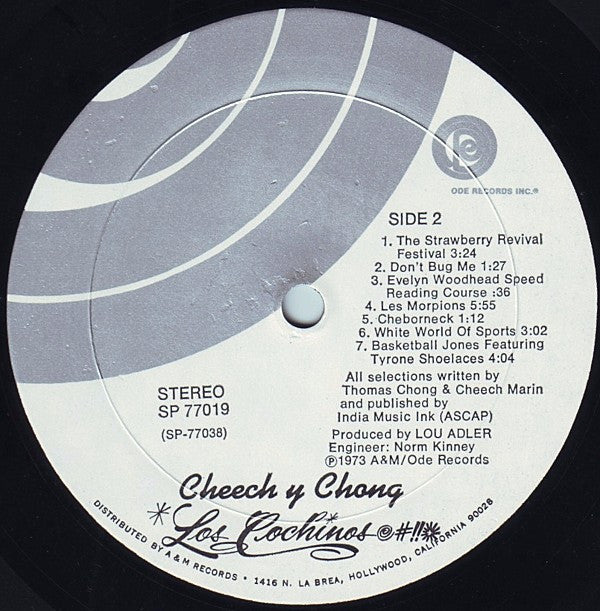 ODE RECORDS INC.®
SIDE 2
1. The Strawberry Revival
Festival 3:24
2. Don't Bug Me 1:27
3. Evelyn Woodhead Speed
Reading Course :36
4. Les Morpions 5:55
5. Cheborneck 1:12
6. White World Of Sports 3:02
7. Basketball Jones Featuring
Tyrone Shoelaces 4:04
All selections written by
Thomas Chong & Cheech Marin
and published by
India Music Ink (ASCAP)
Produced by LOU ADLER
Engineer: Norm Kinney
℗1973 A&M/Ode Records
STEREO
SP 77019
(SP-77038)
Cheech y Chong
*Los Cochinos@#!!*
DISTRIBUTED BY A & M RECORDS • 1416 N. LA BREA, HOLLYWOOD, CALIFORNIA 90028